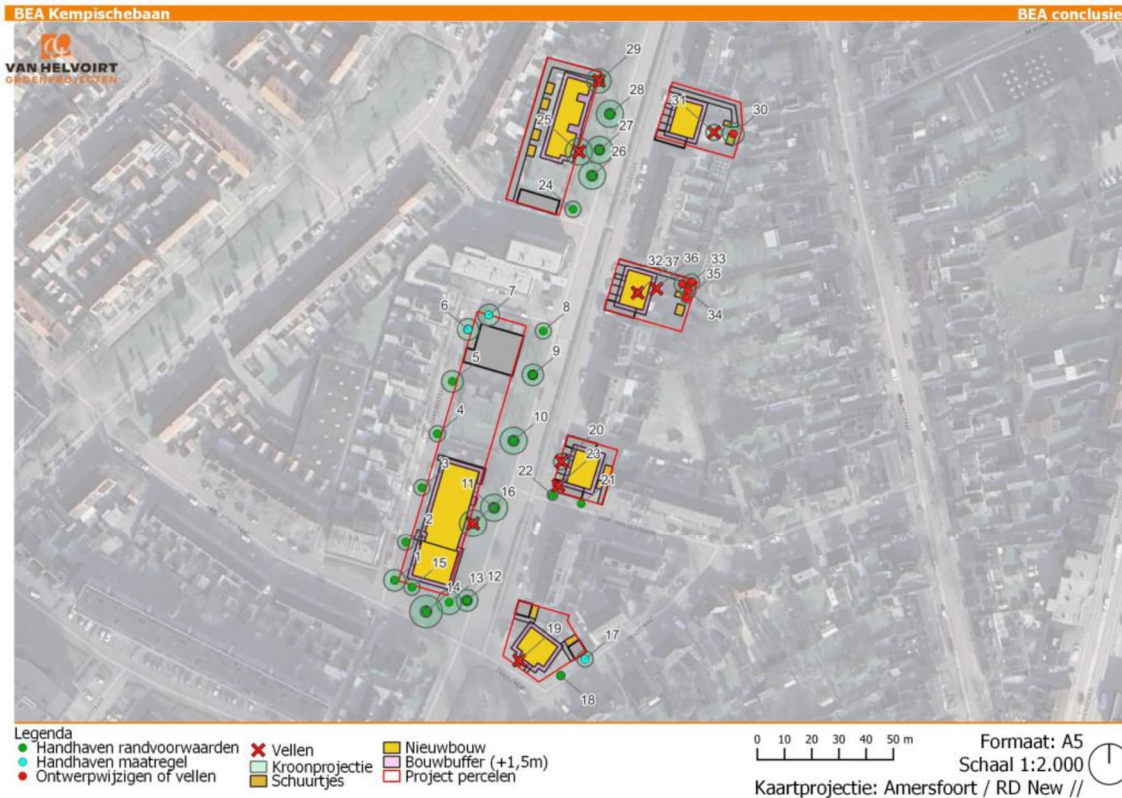 BEA Kempischebaan
BEA conclusie
VAN HELVOIRT
GROENPROJECTEN
29
28
31
30
27
25
26
24
36
33
32
37
35
34
7
6
8
5
9
4
10
20
3
23
11
22
21
16
2
1
15
13
12
14
19
17
18
Legenda
Handhaven randvoorwaarden
Handhaven maatregel
Ontwerpwijzigen of vellen
Vellen
Kroonprojectie
Schuurtjes
Nieuwbouw
Bouwbuffer (+1,5m)
Project percelen
0 10 20 30 40 50 m
Formaat: A5
Schaal 1:2.000
Kaartprojectie: Amersfoort / RD New //